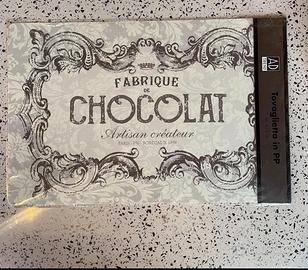 FABRIQUE
DE
CHOCOLAT
Artisan créateur
AD
Tovaglietta in PP